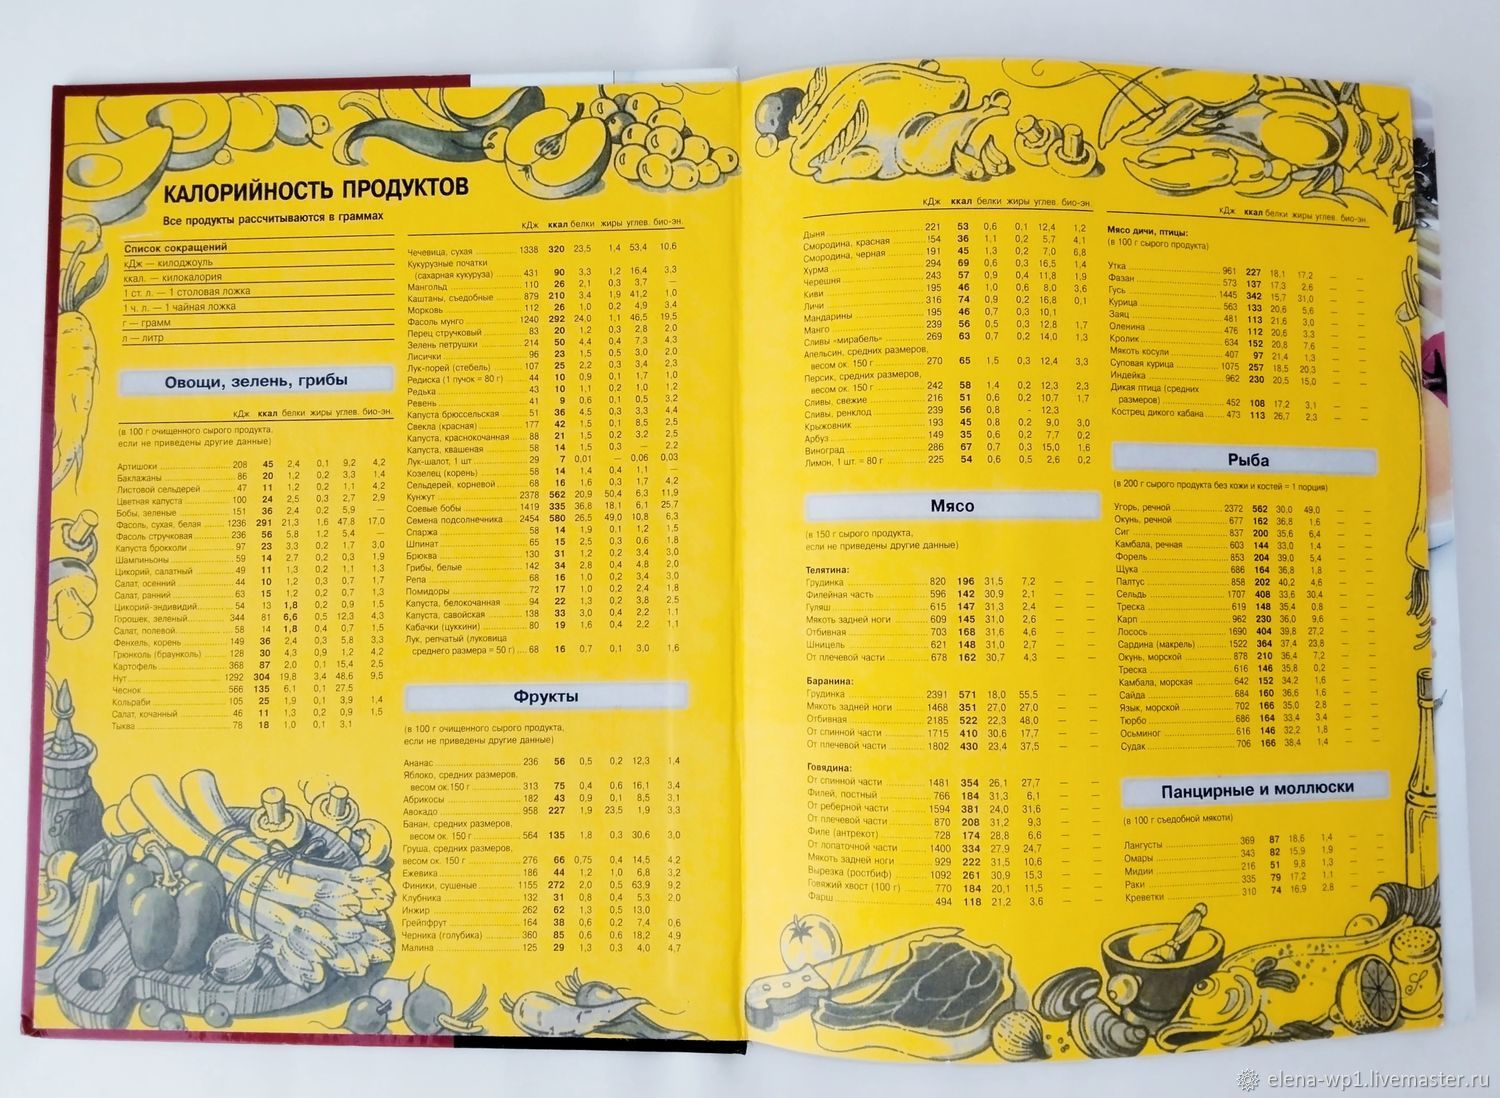 КАЛОРИЙНОСТЬ ПРОДУКТОВ
Все продукты рассчитываются в граммах
Список сокращений
кДж — килоджоуль
ккал. — килокалория
1 ст. л. — 1 столовая ложка
1 ч. л. — 1 чайная ложка
г — грамм
л — литр
Овощи, зелень, грибы
кДж ккал белки жиры углев. био-эн.
(в 100 г очищенного сырого продукта,
если не приведены другие данные)
Артишоки 208 45 2,4 0,1 9,2 4,2
Баклажаны 86 20 1,2 0,2 3,3 1,4
Листовой сельдерей 47 11 1,2 0,2 1,1 4,2
Цветная капуста 100 24 2,5 0,3 2,7 2,9
Бобы, зеленые 151 36 2,4 0,2 5,9 —
Фасоль, сухая, белая 1236 291 21,3 1,6 47,8 17,0
Фасоль стручковая 236 56 5,8 1,2 5,4 —
Капуста брокколи 97 23 3,3 0,2 1,7 3,0
Шампиньоны 59 14 2,7 0,2 0,3 1,9
Цикорий, салатный 49 11 1,3 0,2 1,1 1,3
Салат, осенний 44 10 1,2 0,3 0,7 1,7
Салат, ранний 63 15 1,2 0,2 0,7 1,3
Цикорий-эндивидий 54 13 1,8 0,2 0,9 1,5
Горошек, зеленый 344 81 6,6 0,5 12,3 4,3
Салат, полевой 58 14 1,8 0,4 0,7 1,5
Фенхель, корень 149 36 2,4 0,3 5,8 3,3
Грюнколь (браунколь) 128 30 4,3 0,9 1,2 4,2
Картофель 368 87 2,0 0,1 15,4 2,5
Нут 1292 304 19,8 3,4 48,6 9,5
Чеснок 566 135 6,1 0,1 27,5
Кольраби 105 25 1,9 0,1 3,9 1,4
Салат, кочанный 46 11 1,3 0,2 0,9 1,5
Тыква 78 18 1,0 0,1 3,1
кДж ккал белки жиры углев. био-эн.
Чечевица, сухая 1338 320 23,5 1,4 53,4 10,6
Кукурузные початки
(сахарная кукуруза) 431 90 3,3 1,2 16,4 3,3
Мангольд 110 26 2,1 0,3 3,7 —
Каштаны, съедобные 879 210 3,4 1,9 41,2 1,0
Морковь 112 26 1,0 0,2 4,9 3,4
Фасоль мунго 1240 292 24,0 1,1 46,5 19,5
Перец стручковый 83 20 1,2 0,3 2,8 2,0
Зелень петрушки 214 50 4,4 0,4 7,3 4,3
Лисички 96 23 1,5 0,5 3,0 2,0
Лук-порей (стебель) 107 25 2,2 0,3 3,4 2,3
Редиска (1 пучок = 80 г) 44 10 0,9 0,1 1,7 1,0
Редька 43 10 1,1 0,2 1,0 1,2
Ревень 41 9 0,6 0,1 0,5 3,2
Капуста брюссельская 51 36 4,5 0,3 3,3 4,4
Свекла (красная) 177 42 1,5 0,1 8,5 2,5
Капуста, краснокочанная 88 21 1,5 0,2 3,2 2,5
Капуста, квашеная 58 14 1,5 0,3 — 2,2
Лук-шалот, 1 шт 29 7 0,01 — 0,06 0,03
Козелец (корень) 58 14 1,4 0,4 1,1 —
Сельдерей, корневой 68 16 1,6 0,3 1,7 4,2
Кунжут 2378 562 20,9 50,4 6,3 11,9
Соевые бобы 1419 335 36,8 18,1 6,1 25,7
Семена подсолнечника 2454 580 26,5 49,0 10,8 6,3
Спаржа 58 14 1,9 0,1 1,2 1,5
Шпинат 65 15 2,5 0,3 0,6 1,8
Брюква 130 31 1,2 0,2 3,4 3,0
Грибы, белые 142 34 2,8 0,4 4,8 2,0
Репа 68 16 1,0 0,2 3,4 3,0
Помидоры 72 17 1,0 0,2 2,4 1,8
Капуста, белокочанная 94 22 1,3 0,2 3,8 2,5
Капуста, савойская 138 33 3,0 0,4 2,2 1,1
Кабачки (цуккини) 80 19 1,6 0,4 2,2 1,1
Лук, репчатый (луковица
среднего размера = 50 г) 68 16 0,7 0,1 3,0 1,6
Фрукты
(в 100 г очищенного сырого продукта,
если не приведены другие данные)
Ананас 236 56 0,5 0,2 12,3 1,4
Яблоко, средних размеров,
весом ок. 150 г 313 75 0,4 0,6 16,1 3,4
Абрикосы 182 43 0,9 0,1 8,5 3,1
Авокадо 958 227 1,9 23,5 1,9 3,3
Банан, средних размеров,
весом ок. 150 г 564 135 1,8 0,3 30,6 3,0
Груша, средних размеров,
весом ок. 150 г 276 66 0,75 0,4 14,5 4,2
Ежевика 186 44 1,2 1,0 6,8 3,2
Финики, сушеные 1155 272 2,0 0,5 63,9 9,2
Клубника 132 31 0,8 0,4 5,3 2,0
Инжир 262 62 1,3 0,5 13,0
Грейпфрут 164 38 0,6 0,2 7,4 0,6
Черника (голубика) 360 85 0,6 0,6 18,2 4,9
Малина 125 29 1,3 0,3 4,0 4,7
кДж ккал белки жиры углев. био-эн.
Дыня 221 53 0,6 0,1 12,4 1,2
Смородина, красная 154 36 1,1 0,2 5,7 4,1
Смородина, черная 191 45 1,3 0,2 7,0 6,8
Хурма 294 69 0,6 0,3 16,5 1,4
Черешня 243 57 0,9 0,4 11,8 1,9
Киви 195 46 1,0 0,6 8,0 3,6
Личи 316 74 0,9 0,2 16,8 0,1
Мандарины 195 46 0,7 0,3 10,1
Манго 239 56 0,5 0,3 12,8 1,7
Сливы «мирабель» 269 63 0,7 0,2 14,0 1,3
Апельсин, средних размеров,
весом ок. 150 г 270 65 1,5 0,3 12,4 3,3
Персик, средних размеров,
весом ок. 150 г 242 58 1,4 0,2 12,3 2,3
Сливы, свежие 216 51 0,6 0,2 10,7 1,7
Сливы, ренклод 239 56 0,8 - 12,3
Крыжовник 193 45 0,8 0,2 9,0 3,0
Арбуз 149 35 0,6 0,2 7,7 0,2
Виноград 286 67 0,7 0,3 15,0 1,6
Лимон, 1 шт. = 80 г 225 54 0,6 0,5 2,6 0,2
Мясо
(в 150 г сырого продукта,
если не приведены другие данные)
Телятина:
Грудинка 820 196 31,5 7,2 — —
Филейная часть 596 142 30,9 2,1 — —
Гуляш 615 147 31,3 2,4 — —
Мякоть задней ноги 609 145 31,0 2,6 — —
Отбивная 703 168 31,6 4,6 — —
Шницель 621 148 31,0 2,7 — —
От плечевой части 678 162 30,7 4,3 — —
Баранина:
Грудинка 2391 571 18,0 55,5 — —
Мякоть задней ноги 1468 351 27,0 27,0 — —
Отбивная 2185 522 22,3 48,0 — —
От спинной части 1715 410 30,6 17,7 — —
От плечевой части 1802 430 23,4 37,5 — —
Говядина:
От спинной части 1481 354 26,1 27,7 — —
Филей, постный 766 184 31,3 6,1 — —
От реберной части 1594 381 24,0 31,6 — —
От плечевой части 870 208 31,2 9,3 — —
Филе (антрекот) 728 174 28,8 6,6 — —
От лопаточной части 1400 334 27,9 24,7 — —
Мякоть задней ноги 929 222 31,5 10,6 — —
Вырезка (ростбиф) 1092 261 30,9 15,3 — —
Говяжий хвост (100 г) 770 184 20,1 11,5 — —
Фарш 494 118 21,2 3,6 — —
кДж ккал белки жиры углев. био-эн.
Мясо дичи, птицы:
(в 100 г сырого продукта)
Утка 961 227 18,1 17,2 — —
Фазан 573 137 17,3 2,6 — —
Гусь 1445 342 15,7 31,0 — —
Курица 563 133 20,6 5,6 — —
Заяц 481 113 21,6 3,0 — —
Оленина 476 112 20,6 3,3 — —
Кролик 634 152 20,8 7,6 — —
Мякоть косули 407 97 21,4 1,3 — —
Суповая курица 1075 257 18,5 20,3 — —
Индейка 962 230 20,5 15,0 — —
Дикая птица (средних
размеров) 452 108 17,2 3,1 — —
Кострец дикого кабана 473 113 26,7 2,3 — —
Рыба
(в 200 г сырого продукта без кожи и костей = 1 порция)
Угорь, речной 2372 562 30,0 49,0 — —
Окунь, речной 677 162 36,8 1,6 — —
Сиг 837 200 35,6 6,4 — —
Камбала, речная 603 144 33,0 1,4 — —
Форель 853 204 39,0 5,4 — —
Щука 686 164 36,8 1,8 — —
Палтус 858 202 40,2 4,6 — —
Сельдь 1707 408 33,6 30,4 — —
Треска 619 148 35,4 0,8 — —
Карп 962 230 36,0 9,6 — —
Лосось 1690 404 39,8 27,2 — —
Сардина (макрель) 1522 364 37,4 23,8 — —
Окунь, морской 878 210 36,4 7,2 — —
Треска 616 146 35,8 0,2 — —
Камбала, морская 642 152 34,2 1,6 — —
Сайда 684 160 36,6 1,6 — —
Язык, морской 702 166 35,0 2,8 — —
Тюрбо 686 164 33,4 3,4 — —
Осьминог 616 146 32,2 1,8 — —
Судак 706 166 38,4 1,4 — —
Панцирные и моллюски
(в 100 г съедобной мякоти)
Лангусты 369 87 18,6 1,4 — —
Омары 343 82 15,9 1,9 — —
Мидии 216 51 9,8 1,3 — —
Раки 335 79 17,2 1,1 — —
Креветки 310 74 16,9 2,8 — —
elena-wp1.livemaster.ru